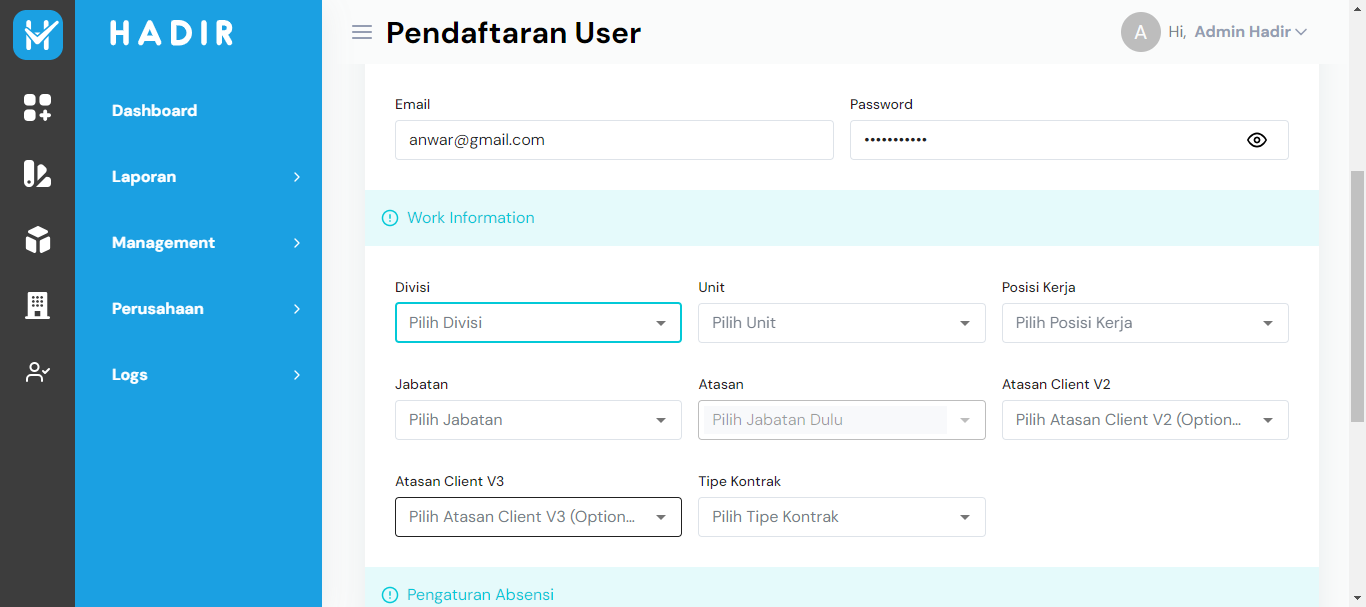 HADIR
Pendaftaran User
A
Hi, Admin Hadir
Dashboard
Laporan
Management
Perusahaan
Logs
Email
Password
anwar@gmail.com
•••••••••••
Work Information
Divisi
Unit
Posisi Kerja
Pilih Divisi
Pilih Unit
Pilih Posisi Kerja
Jabatan
Atasan
Atasan Client V2
Pilih Jabatan
Pilih Jabatan Dulu
Pilih Atasan Client V2 (Option...
Atasan Client V3
Tipe Kontrak
Pilih Atasan Client V3 (Option...
Pilih Tipe Kontrak
Pengaturan Absensi